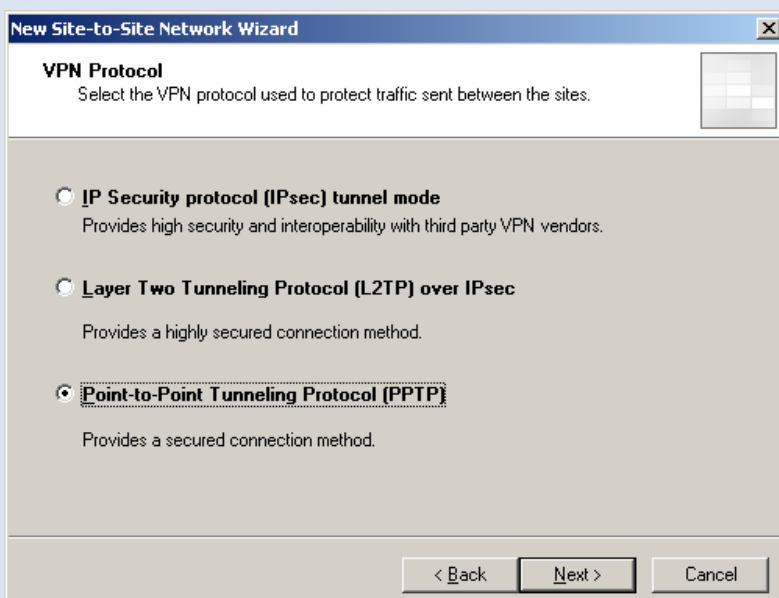 New Site-to-Site Network Wizard
VPN Protocol
Select the VPN protocol used to protect traffic sent between the sites.
IP Security protocol (IPsec) tunnel mode
Provides high security and interoperability with third party VPN vendors.
Layer Two Tunneling Protocol (L2TP) over IPsec
Provides a highly secured connection method.
Point-to-Point Tunneling Protocol (PPTP)
Provides a secured connection method.
< Back Next > Cancel